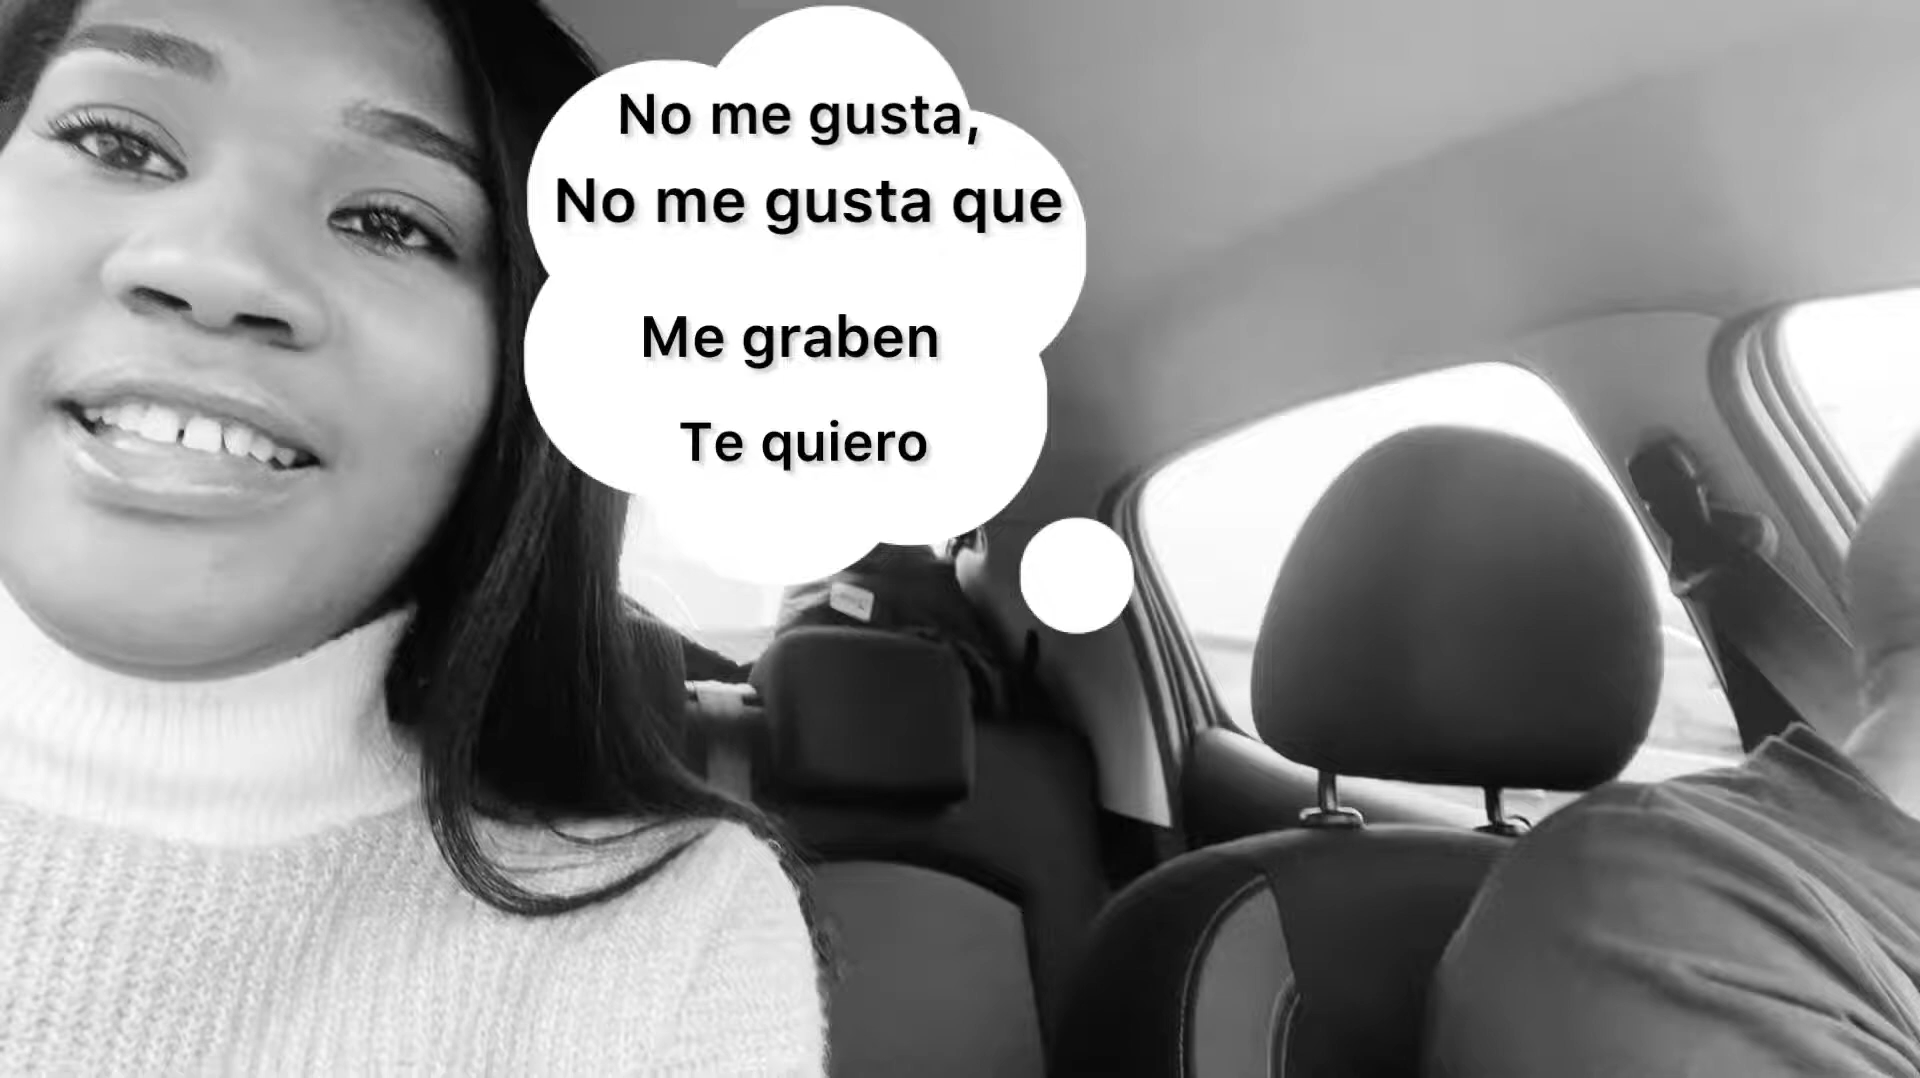 No me gusta,
No me gusta que
Me graben
Te quiero